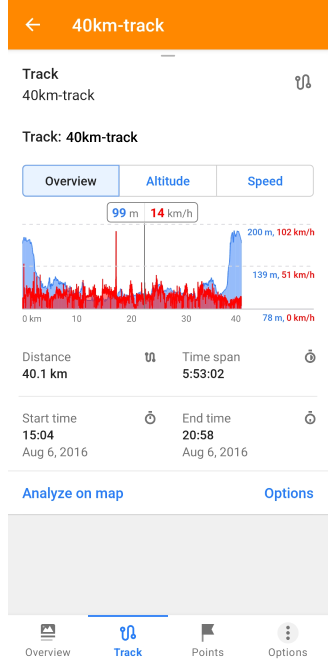 40km-track
Track
40km-track
Track: 40km-track
Overview Altitude Speed
99 m 14 km/h
200 m, 102 km/h
139 m, 51 km/h
78 m, 0 km/h
0 km 10 20 30 40
Distance Time span
40.1 km 5:53:02
Start time End time
15:04 20:58
Aug 6, 2016 Aug 6, 2016
Analyze on map Options
Overview Track Points Options